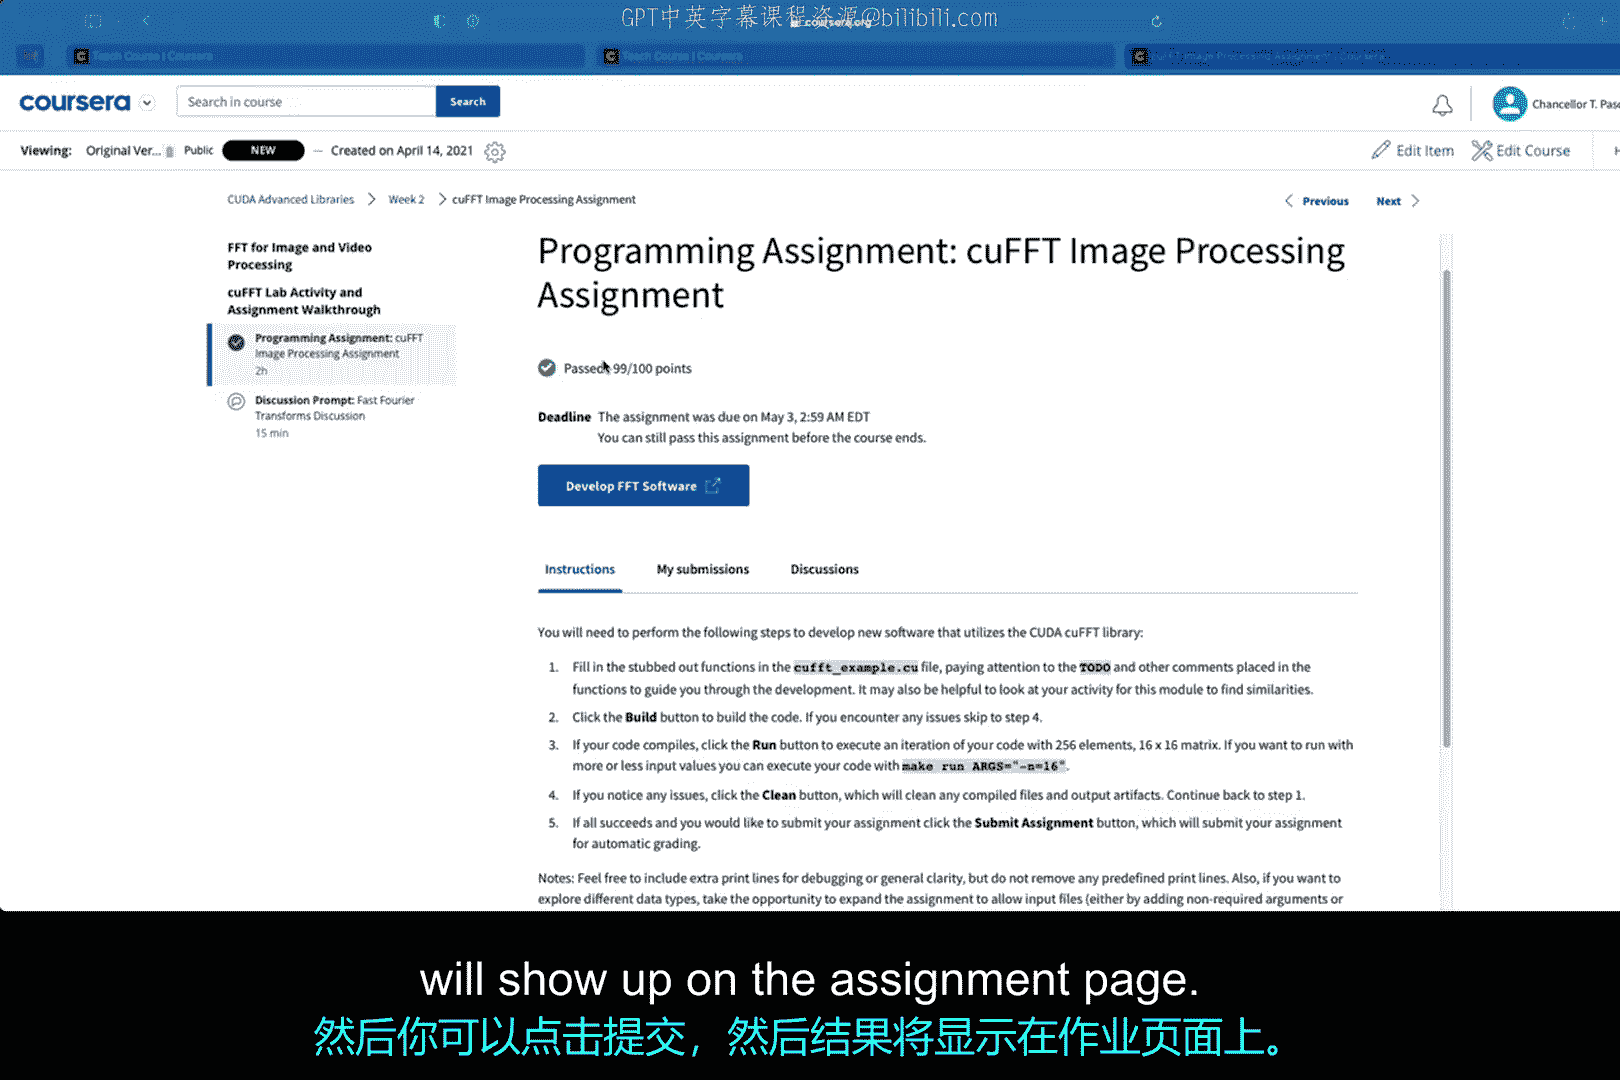 GPT中英字幕课程资源@bilibili.com
coursera.org
Teach Course | Coursera
Teach Course | Coursera
cuFFT Image Processing Assignment | Coursera
coursera
Search in course
Search
Chancellor T. Pasc
Viewing:
Original Ver...
Public
NEW
— Created on April 14, 2021
Edit Item
Edit Course
H
CUDA Advanced Libraries
Week 2
cuFFT Image Processing Assignment
Previous
Next
FFT for Image and Video
Processing
cuFFT Lab Activity and
Assignment Walkthrough
Programming Assignment: cuFFT
Image Processing Assignment
2h
Discussion Prompt: Fast Fourier
Transforms Discussion
15 min
Programming Assignment: cuFFT Image Processing
Assignment
Passed 99/100 points
Deadline The assignment was due on May 3, 2:59 AM EDT
You can still pass this assignment before the course ends.
Develop FFT Software
Instructions
My submissions
Discussions
You will need to perform the following steps to develop new software that utilizes the CUDA cuFFT library:
1. Fill in the stubbed out functions in the cufft_example.cu file, paying attention to the TODO and other comments placed in the
functions to guide you through the development. It may also be helpful to look at your activity for this module to find similarities.
2. Click the Build button to build the code. If you encounter any issues skip to step 4.
3. If your code compiles, click the Run button to execute an iteration of your code with 256 elements, 16 x 16 matrix. If you want to run with
more or less input values you can execute your code with make run ARGS="-n=16".
4. If you notice any issues, click the Clean button, which will clean any compiled files and output artifacts. Continue back to step 1.
5. If all succeeds and you would like to submit your assignment click the Submit Assignment button, which will submit your assignment
for automatic grading.
Notes: Feel free to include extra print lines for debugging or general clarity, but do not remove any predefined print lines. Also, if you want to
explore different data types, take the opportunity to expand the assignment to allow input files (either by adding non-required arguments or
will show up on the assignment page.
然后你可以点击提交，然后结果将显示在作业页面上。